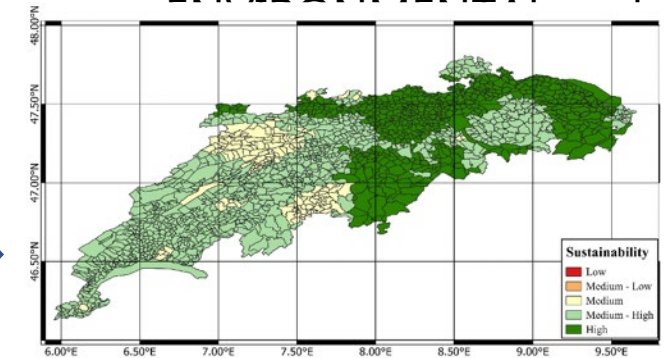 48.00°N
47.50°N
47.00°N
46.50°N
Sustainability
Low
Medium - Low
Medium
Medium - High
High
6.00°E 6.50°E 7.00°E 7.50°E 8.00°E 8.50°E 9.00°E 9.50°E